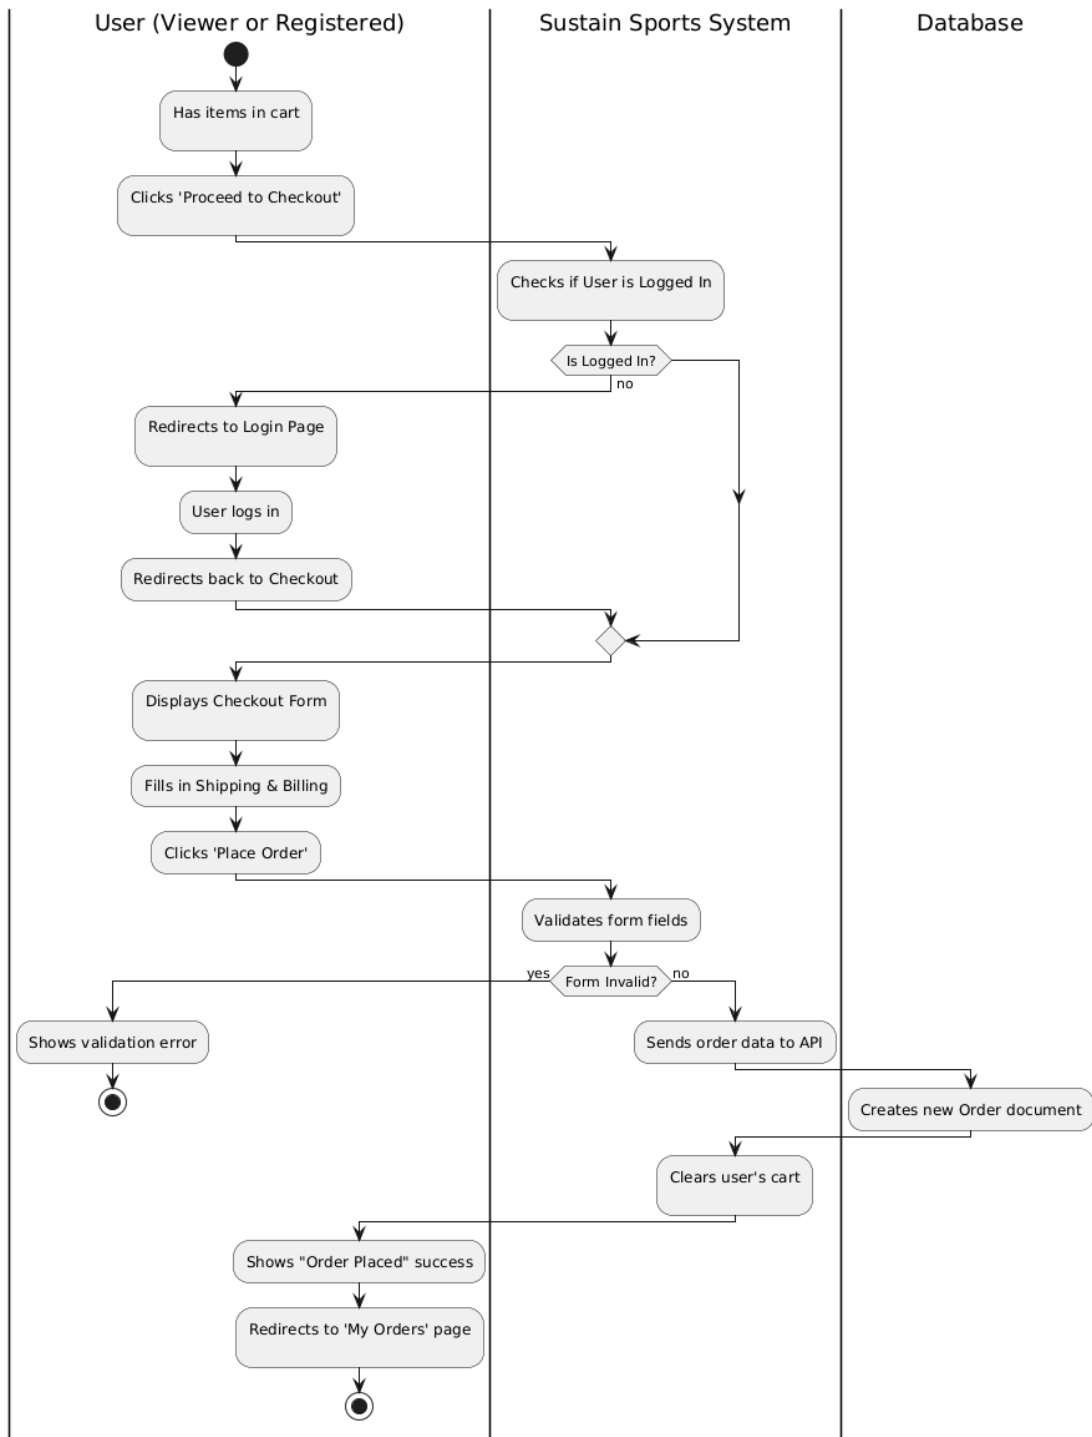 User (Viewer or Registered)
Sustain Sports System
Database
Has items in cart
Clicks 'Proceed to Checkout'
Checks if User is Logged In
Is Logged In?
no
Redirects to Login Page
User logs in
Redirects back to Checkout
Displays Checkout Form
Fills in Shipping & Billing
Clicks 'Place Order'
Validates form fields
yes
Form Invalid?
no
Shows validation error
Sends order data to API
Creates new Order document
Clears user's cart
Shows "Order Placed" success
Redirects to 'My Orders' page